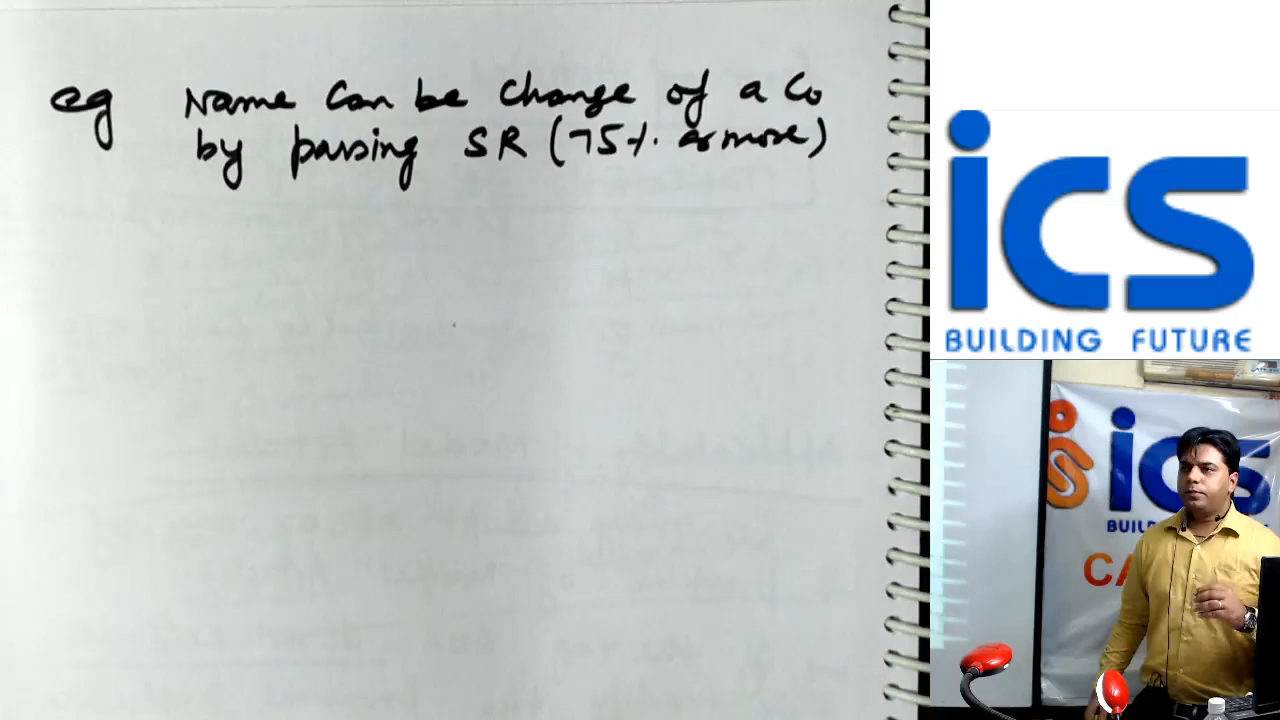 eg Name Can be change of a Co
by passing SR (75%. or more)
ICS
BUILDING FUTURE
ics
BUIL
CA